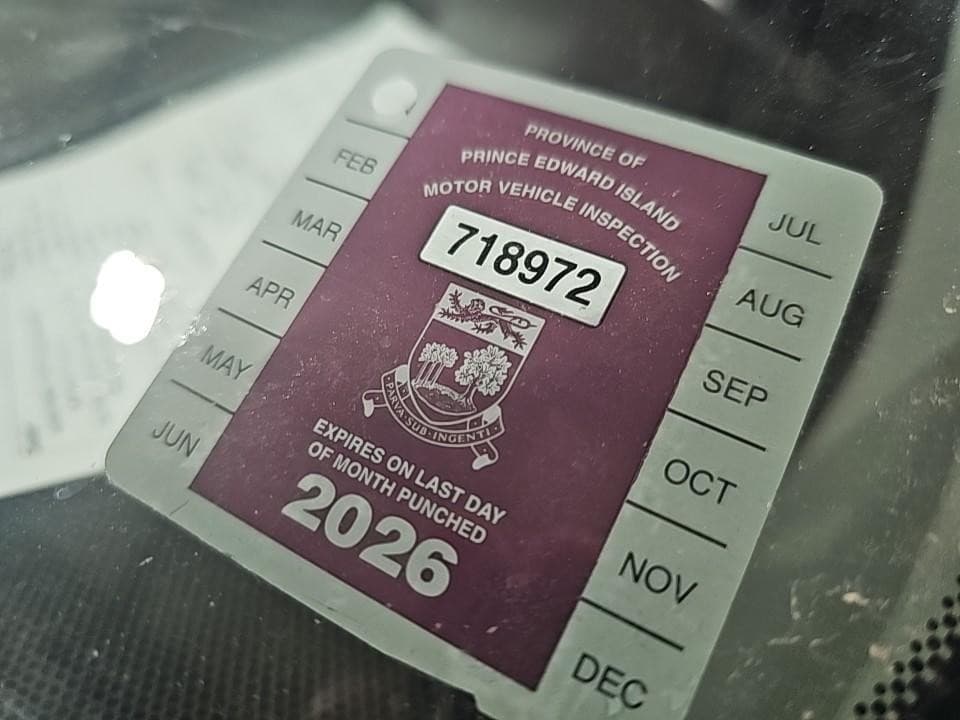 PROVINCE OF
PRINCE EDWARD ISLAND
MOTOR VEHICLE INSPECTION
718972
PARVA·SUB·INGENTI
EXPIRES ON LAST DAY
OF MONTH PUNCHED
2026
FEB
MAR
APR
MAY
JUN
JUL
AUG
SEP
OCT
NOV
DEC